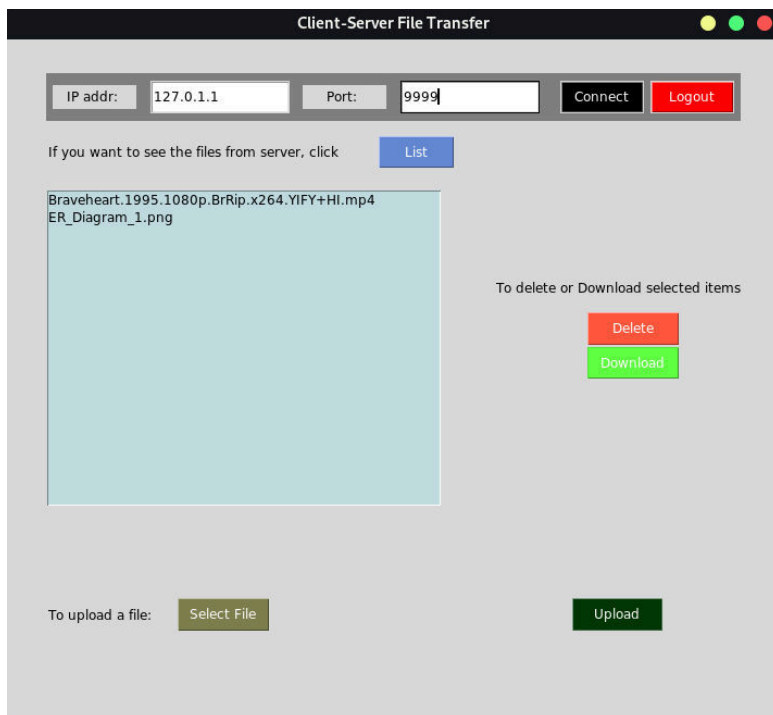 Client-Server File Transfer
IP addr: 127.0.1.1 Port: 9999 Connect Logout
If you want to see the files from server, click List
Braveheart.1995.1080p.BrRip.x264.YIFY+HI.mp4
ER_Diagram_1.png
To delete or Download selected items
Delete
Download
To upload a file: Select File Upload